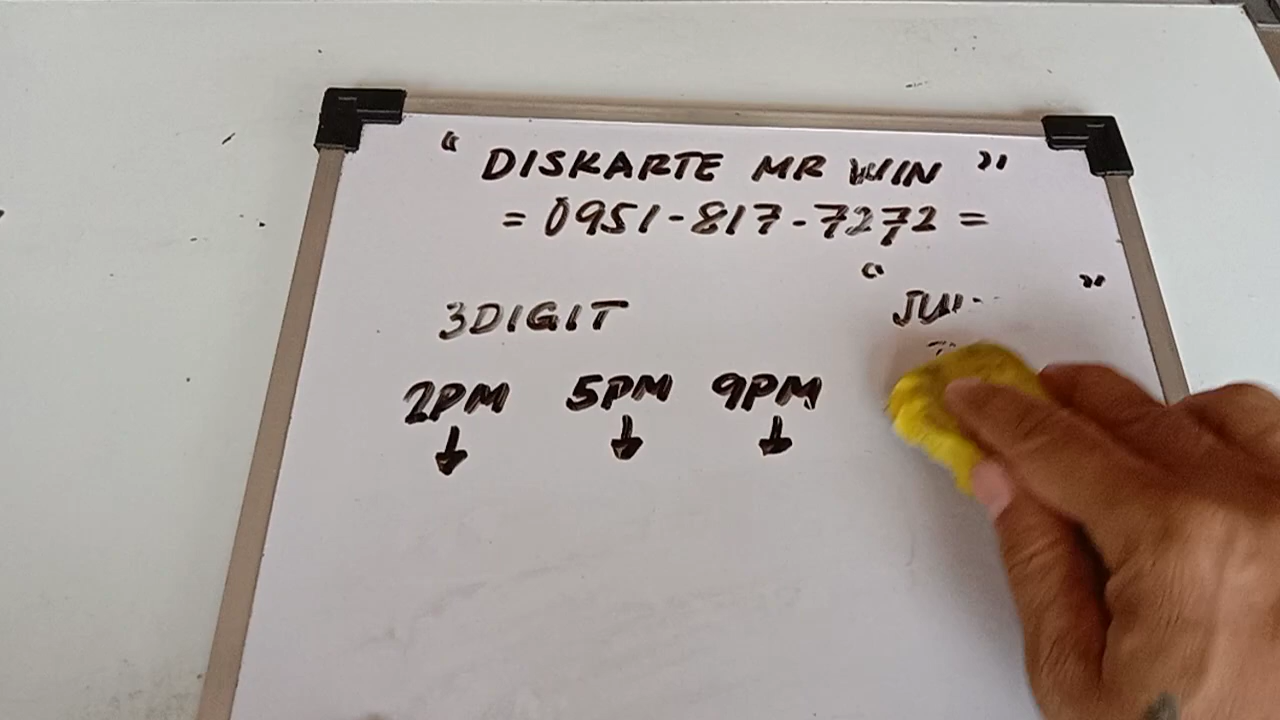 “ DISKARTE MR WIN ”
= 0951-817-7272 =
“ ”
3DIGIT
2PM 5PM 9PM
↓ ↓ ↓